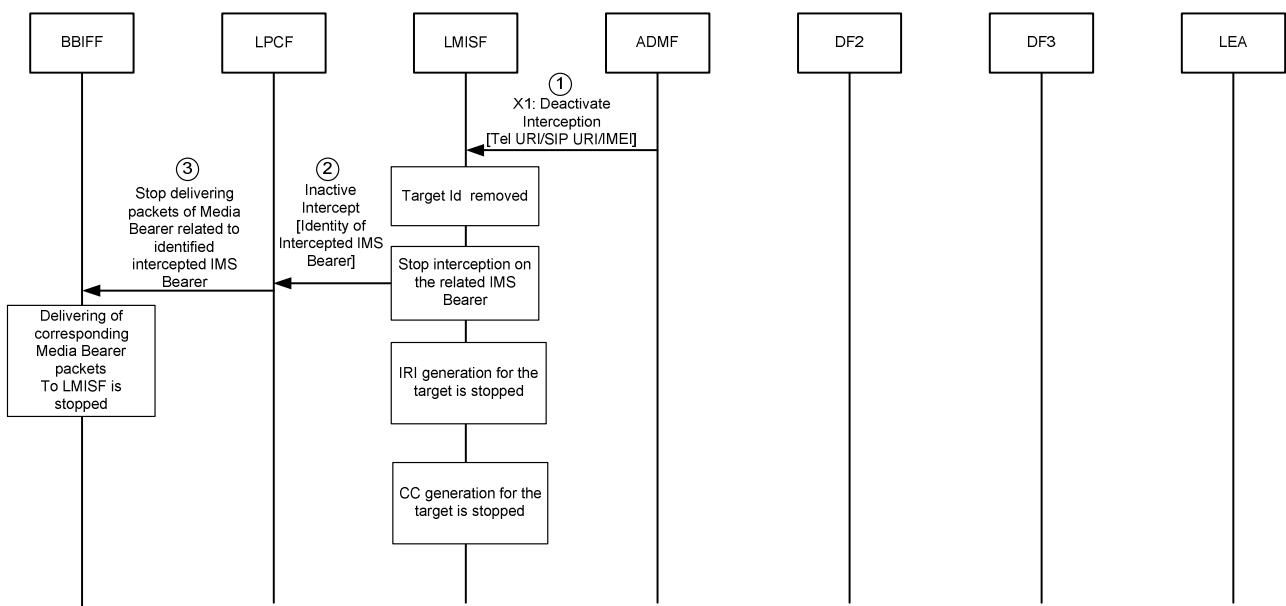 BBIFF
LPCF
LMISF
ADMF
DF2
DF3
LEA
1
X1: Deactivate
Interception
[Tel URI/SIP URI/IMEI]
Target Id removed
2
Inactive
Intercept
[Identity of
Intercepted IMS
Bearer]
3
Stop delivering
packets of Media
Bearer related to
identified
intercepted IMS
Bearer
Stop interception on
the related IMS
Bearer
Delivering of
corresponding
Media Bearer
packets
To LMISF is
stopped
IRI generation for the
target is stopped
CC generation for the
target is stopped